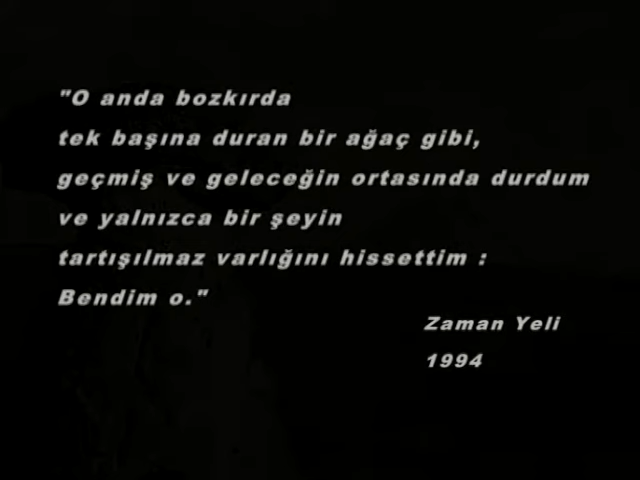 "O anda bozkırda
tek başına duran bir ağaç gibi,
geçmiş ve geleceğin ortasında durdum
ve yalnızca bir şeyin
tartışılmaz varlığını hissettim :
Bendim o."
Zaman Yeli
1994